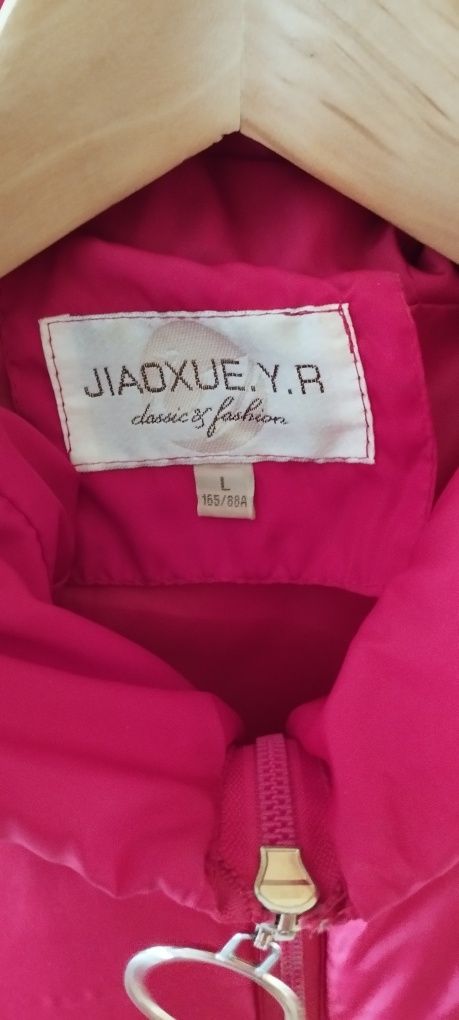 JIAOXUE.Y.R
classic & fashion
L
165/88A